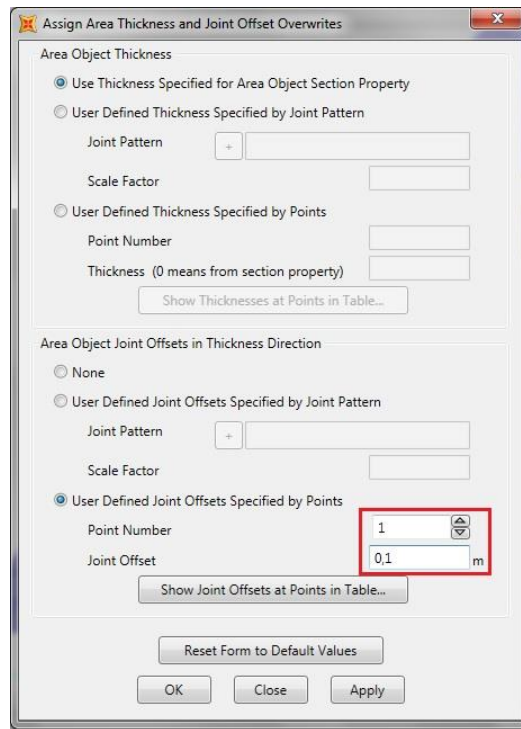 Assign Area Thickness and Joint Offset Overwrites
Area Object Thickness
Use Thickness Specified for Area Object Section Property
User Defined Thickness Specified by Joint Pattern
Joint Pattern +
Scale Factor
User Defined Thickness Specified by Points
Point Number
Thickness (0 means from section property)
Show Thicknesses at Points in Table...
Area Object Joint Offsets in Thickness Direction
None
User Defined Joint Offsets Specified by Joint Pattern
Joint Pattern +
Scale Factor
User Defined Joint Offsets Specified by Points
Point Number 1
Joint Offset 0,1 m
Show Joint Offsets at Points in Table...
Reset Form to Default Values
OK Close Apply